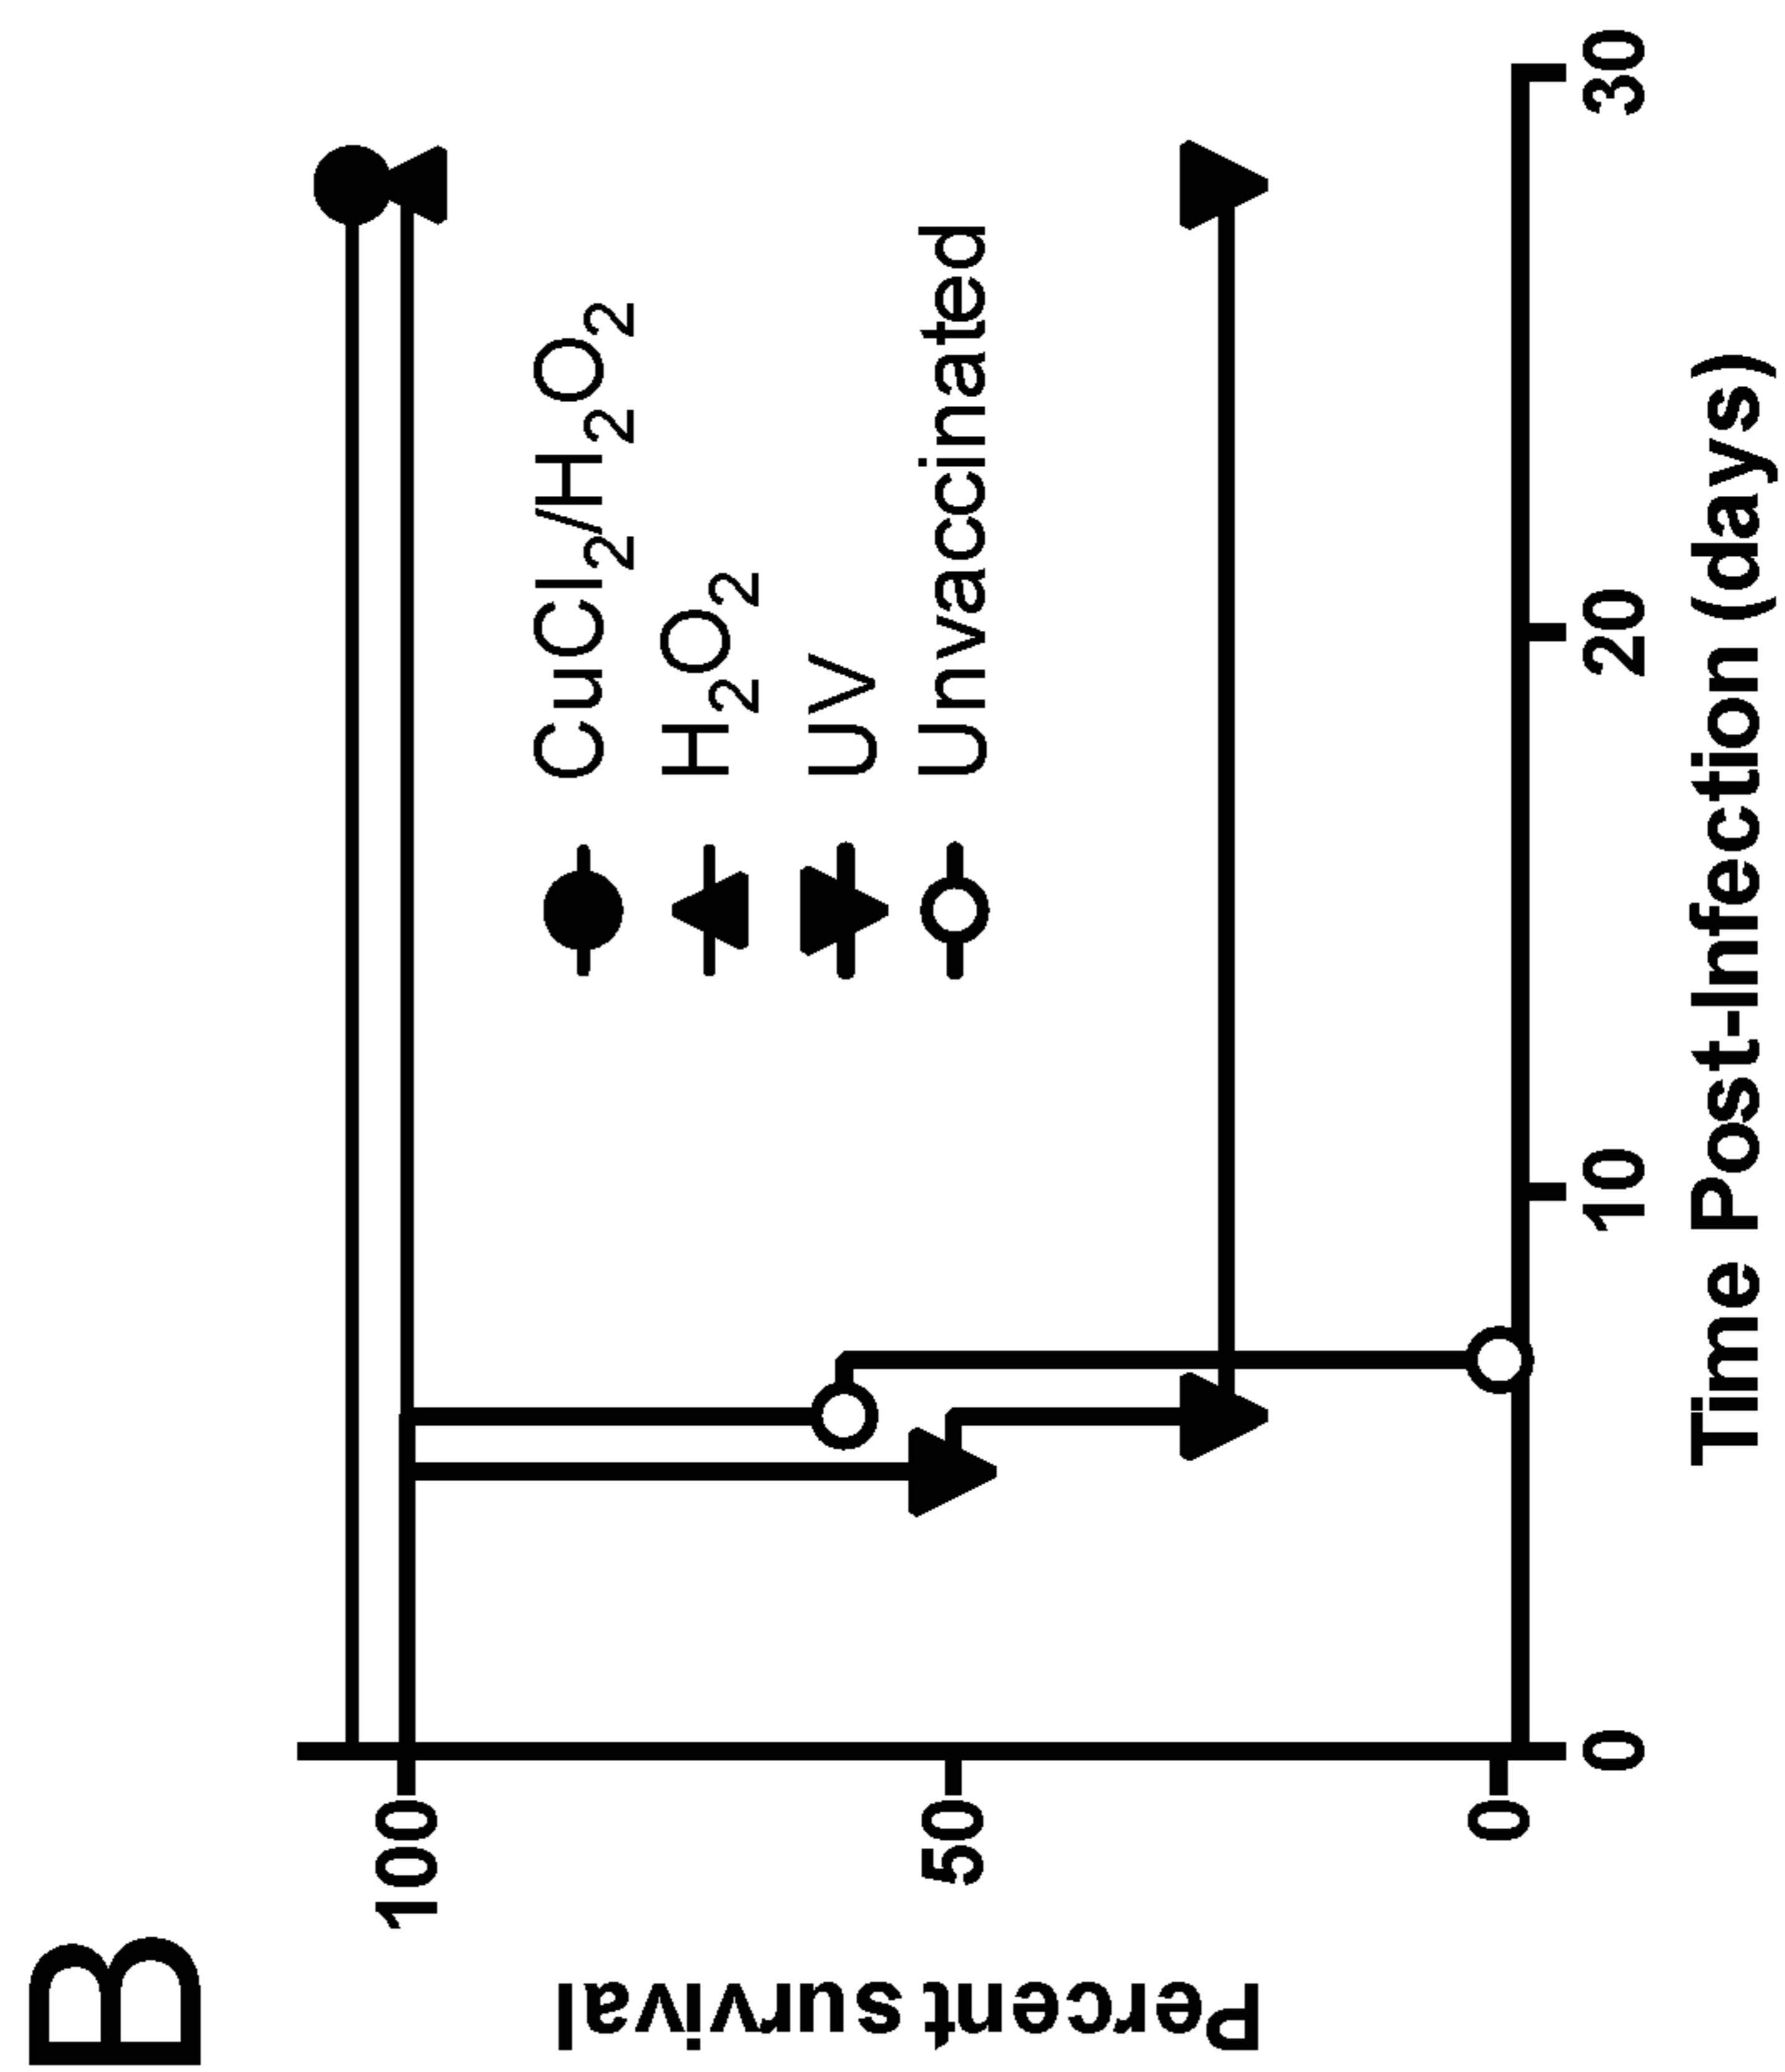 B
Percent survival
100
50
0
CuCl2/H2O2
H2O2
UV
Unvaccinated
0
10
20
30
Time Post-Infection (days)